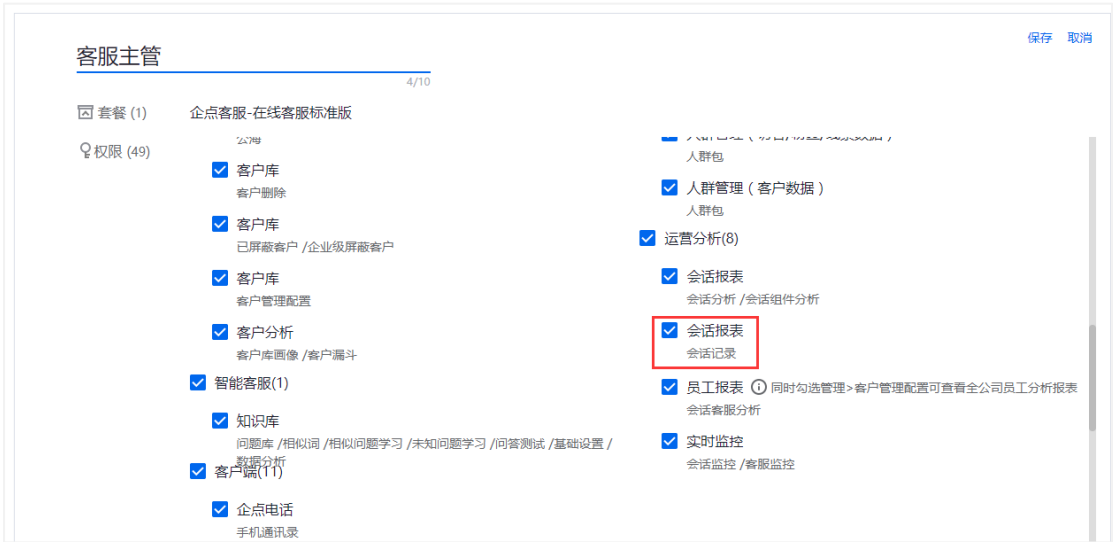 保存 取消
客服主管
4/10
套餐 (1) 企点客服-在线客服标准版
权限 (49)
公海
客户库
客户删除
客户库
已屏蔽客户 /企业级屏蔽客户
客户库
客户管理配置
客户分析
客户库画像 /客户漏斗
智能客服(1)
知识库
问题库 /相似词 /相似问题学习 /未知问题学习 /问答测试 /基础设置 /
数据分析
客户端(11)
企点电话
手机通讯录
人群包
人群管理 ( 客户数据 )
人群包
运营分析(8)
会话报表
会话分析 /会话组件分析
会话报表
会话记录
员工报表 同时勾选管理>客户管理配置可查看全公司员工分析报表
会话客服分析
实时监控
会话监控 /客服监控